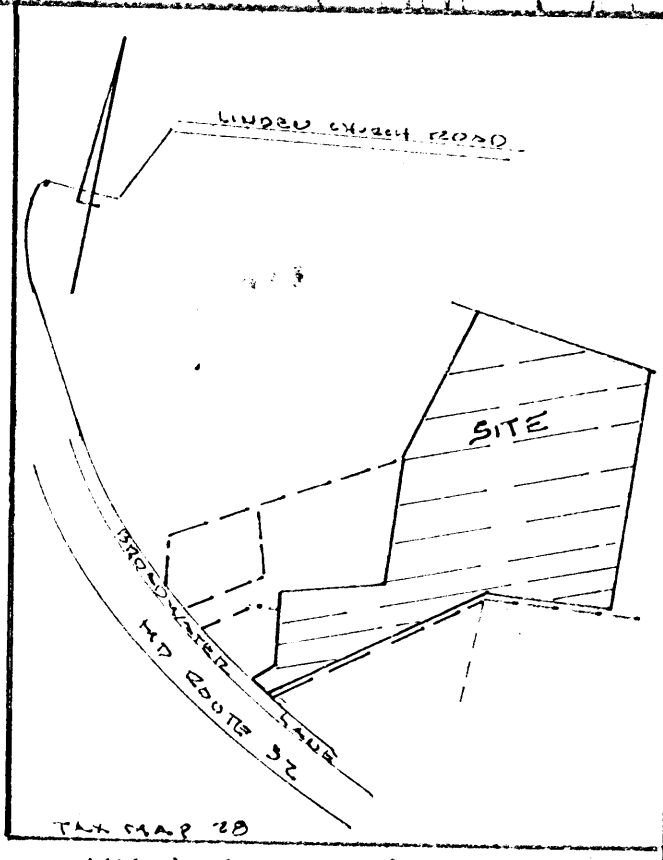 LINDEN CHURCH ROAD
SITE
BROADWATER LANE
MD ROUTE 32
TAX MAP 28